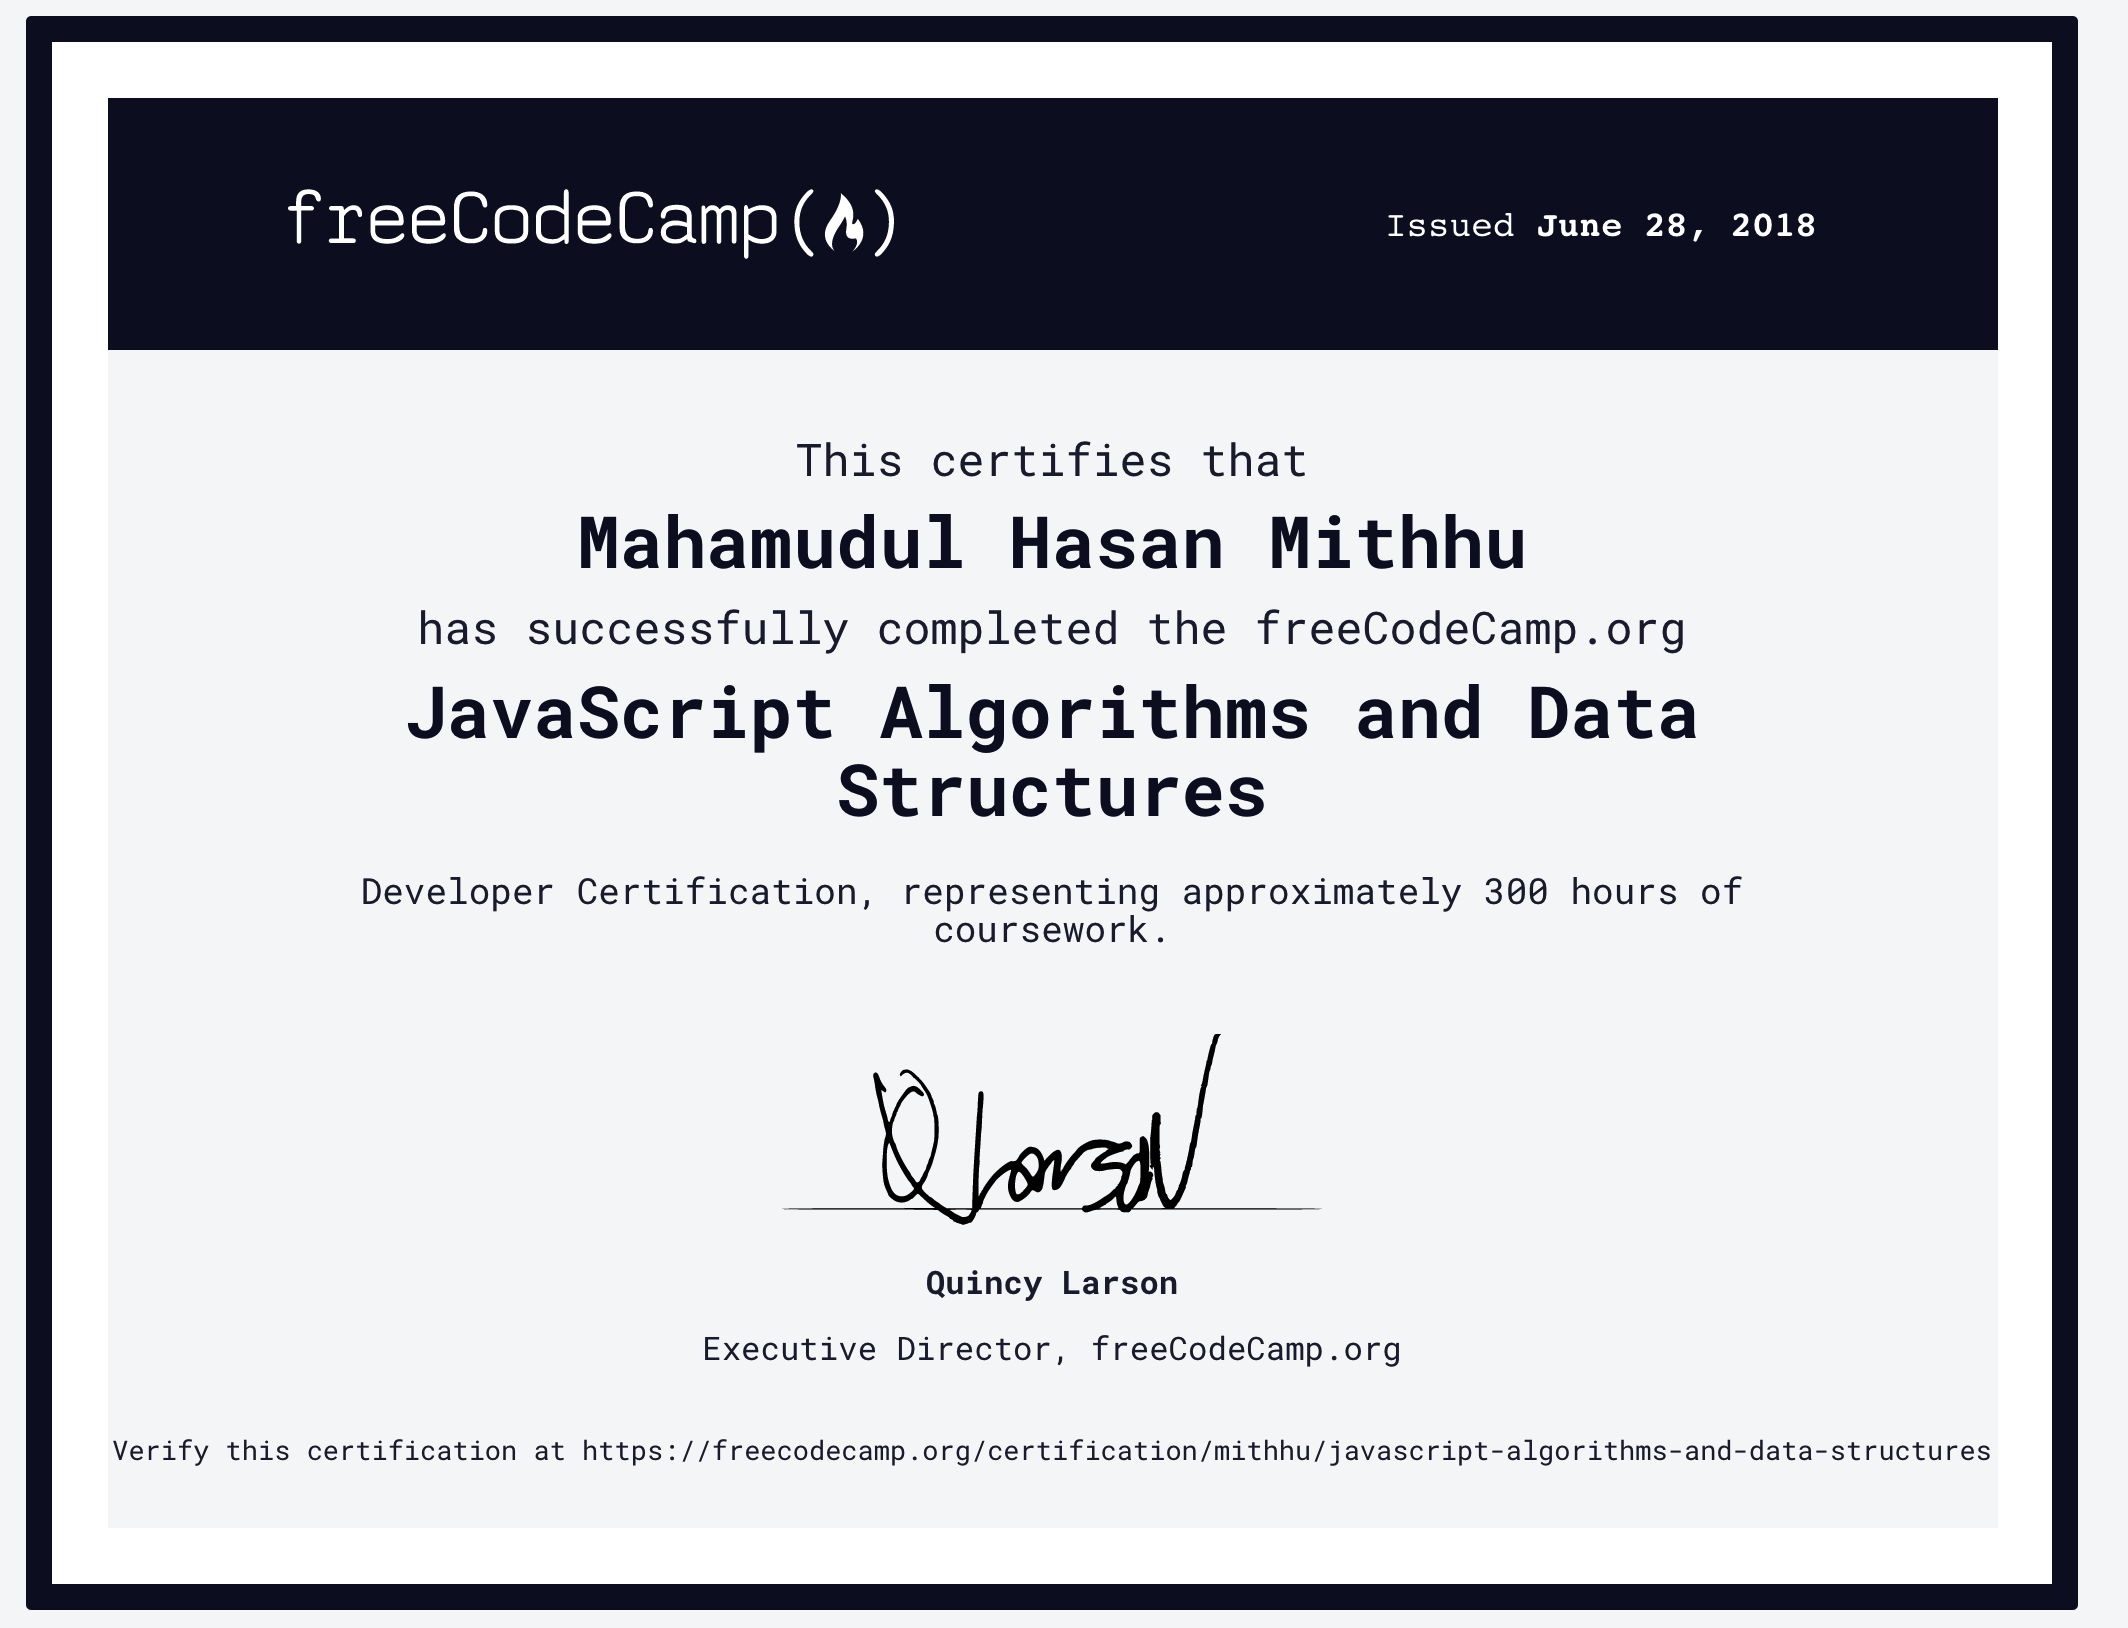 freeCodeCamp(🔥)
Issued June 28, 2018
This certifies that
Mahamudul Hasan Mithhu
has successfully completed the freeCodeCamp.org
JavaScript Algorithms and Data
Structures
Developer Certification, representing approximately 300 hours of
coursework.
Q Larson
Quincy Larson
Executive Director, freeCodeCamp.org
Verify this certification at https://freecodecamp.org/certification/mithhu/javascript-algorithms-and-data-structures